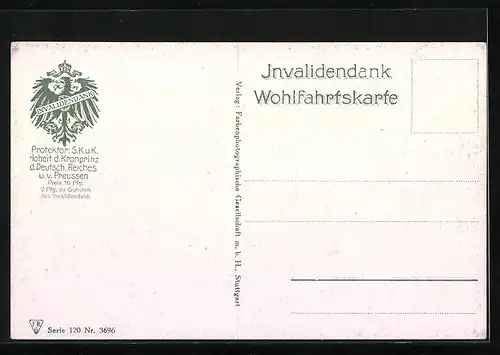 INVALIDENDANK
Protektor: S.K.u.K.
Hoheit d. Kronprinz
d. Deutsch. Reiches
u.v. Preussen
Preis 10 Pfg.
2 Pfg. zu Gunsten
des Invalidendank
Serie 120 Nr. 3696
Verlag: Farbenphotographische Gesellschaft m. b. H., Stuttgart
Jnvalidendank
Wohlfahrtskarte